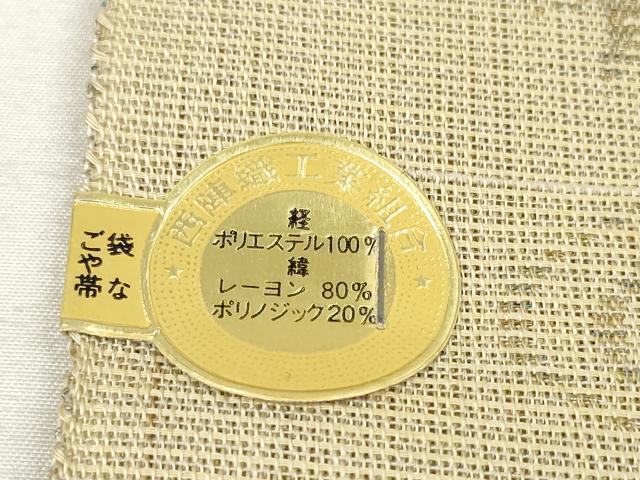 西陣織工業組合
経
ポリエステル100%
緯
レーヨン 80%
ポリノジック20%
袋なごや帯